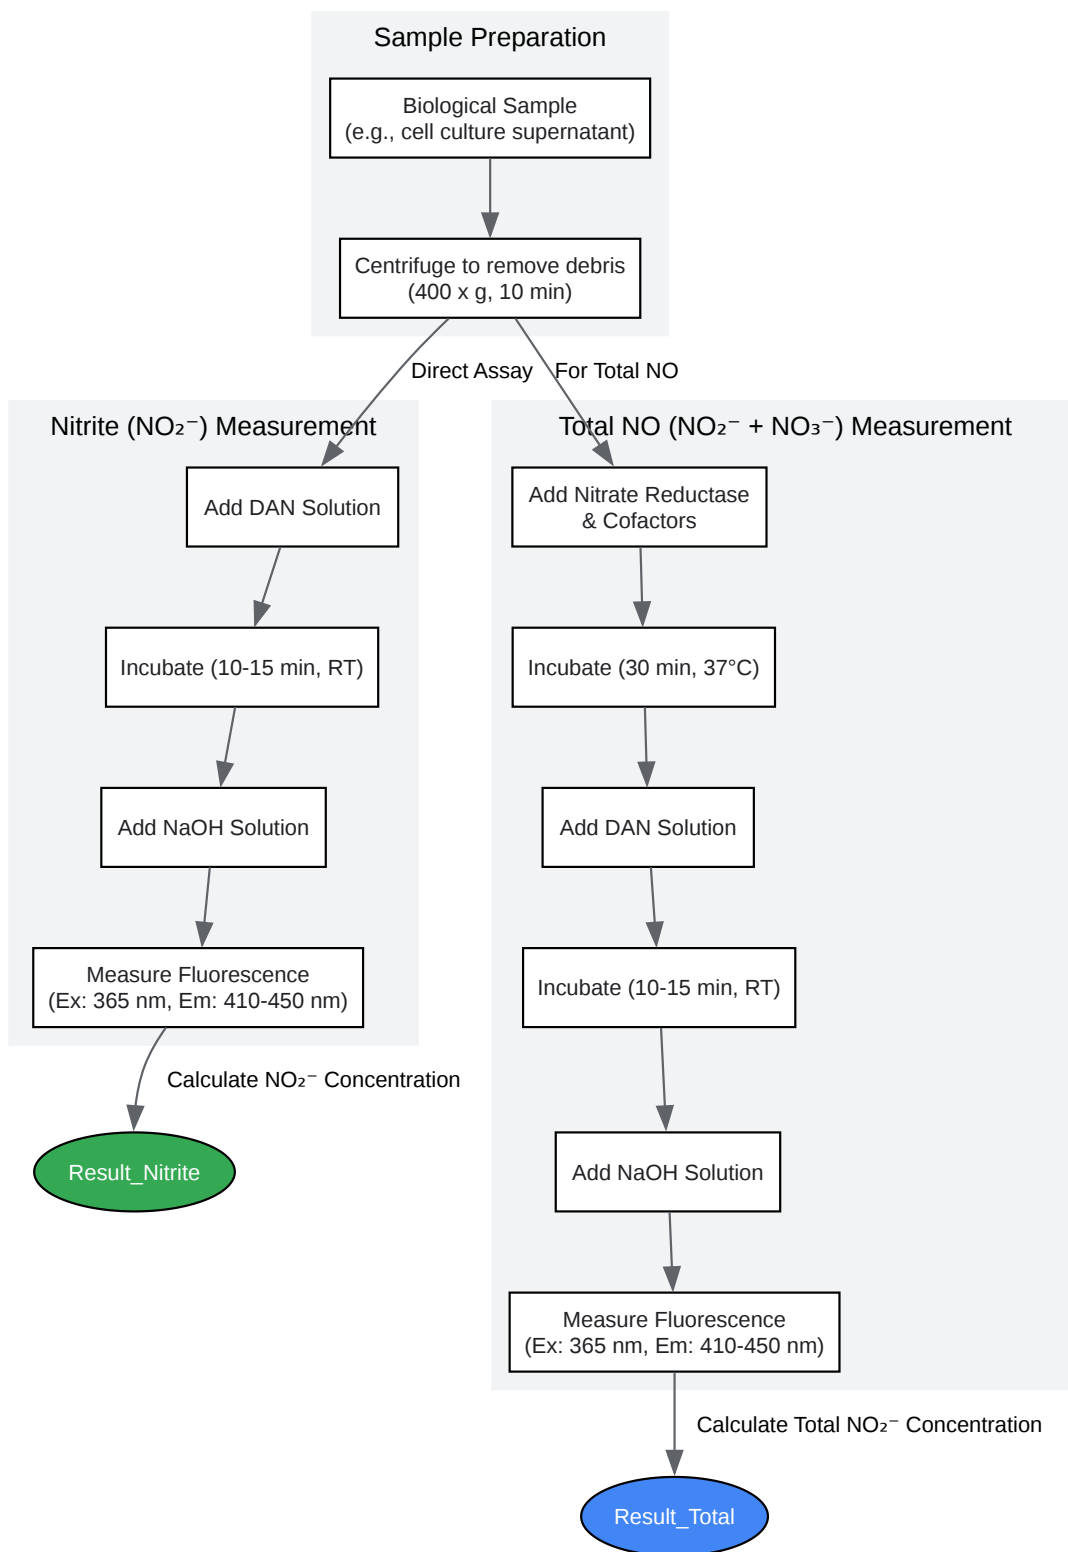 Sample Preparation
Biological Sample
(e.g., cell culture supernatant)
Centrifuge to remove debris
(400 x g, 10 min)
Direct Assay
For Total NO
Nitrite (NO₂⁻) Measurement
Add DAN Solution
Incubate (10-15 min, RT)
Add NaOH Solution
Measure Fluorescence
(Ex: 365 nm, Em: 410-450 nm)
Calculate NO₂⁻ Concentration
Result_Nitrite
Total NO (NO₂⁻ + NO₃⁻) Measurement
Add Nitrate Reductase
& Cofactors
Incubate (30 min, 37°C)
Add DAN Solution
Incubate (10-15 min, RT)
Add NaOH Solution
Measure Fluorescence
(Ex: 365 nm, Em: 410-450 nm)
Calculate Total NO₂⁻ Concentration
Result_Total